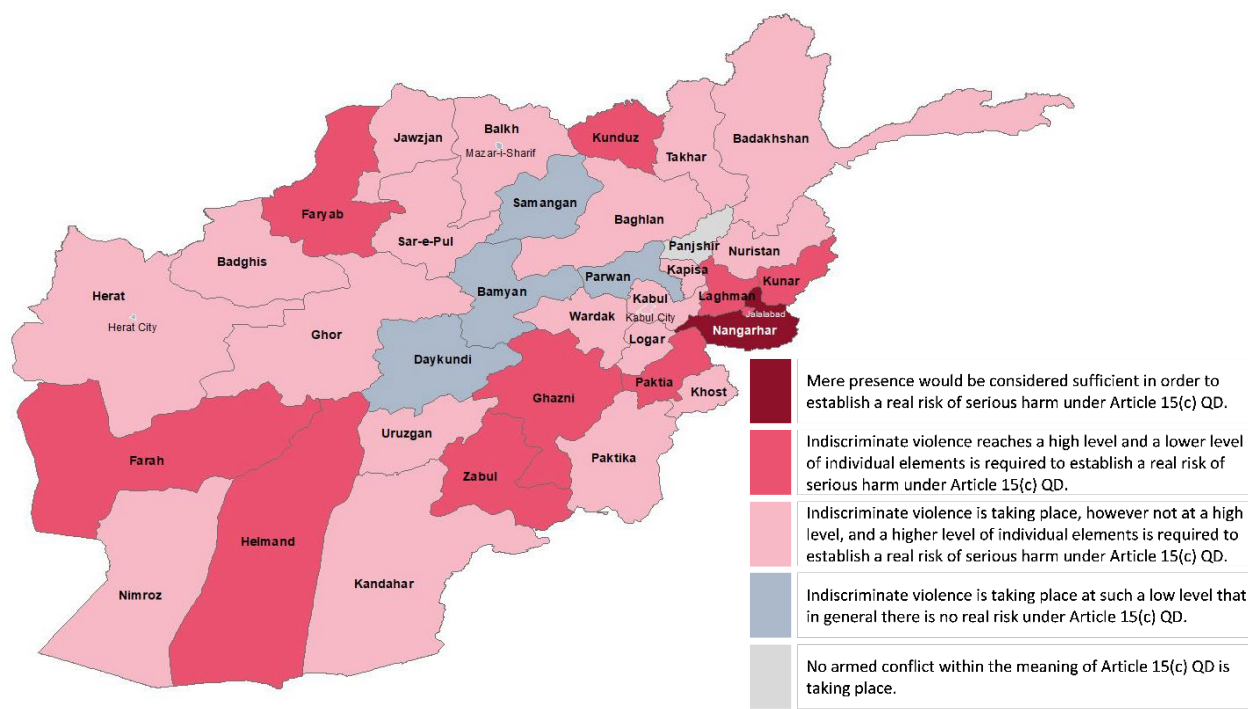 Jawzjan
Balkh
Mazar-i-Sharif
Kunduz
Takhar
Badakhshan
Samangan
Faryab
Baghlan
Sar-e-Pul
Panjshir
Nuristan
Badghis
Kapisa
Parwan
Kunar
Herat
Bamyan
Kabul
Laghman
Herat City
Wardak
Kabul City
Jalalabad
Ghor
Nangarhar
Logar
Daykundi
Paktia
Khost
Ghazni
Uruzgan
Farah
Paktika
Zabul
Helmand
Kandahar
Nimroz
Mere presence would be considered sufficient in order to
establish a real risk of serious harm under Article 15(c) QD.
Indiscriminate violence reaches a high level and a lower level
of individual elements is required to establish a real risk of
serious harm under Article 15(c) QD.
Indiscriminate violence is taking place, however not at a high
level, and a higher level of individual elements is required to
establish a real risk of serious harm under Article 15(c) QD.
Indiscriminate violence is taking place at such a low level that
in general there is no real risk under Article 15(c) QD.
No armed conflict within the meaning of Article 15(c) QD is
taking place.